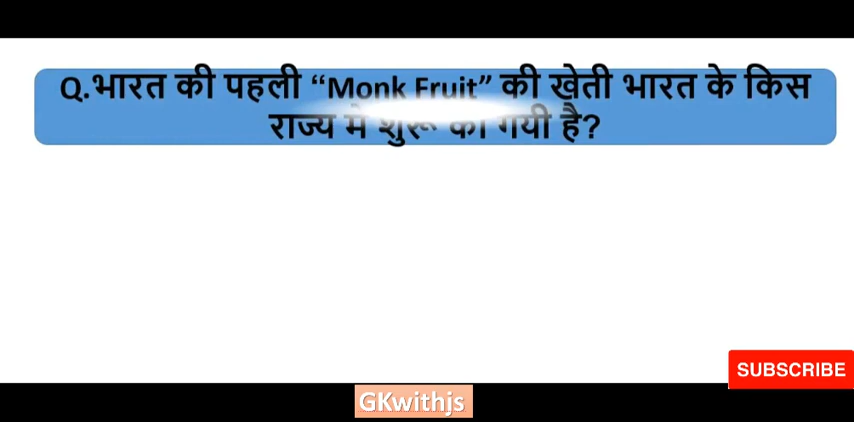 Q.भारत की पहली “Monk Fruit” की खेती भारत के किस
राज्य मे शुरू की गयी है?
SUBSCRIBE
GKwithjs